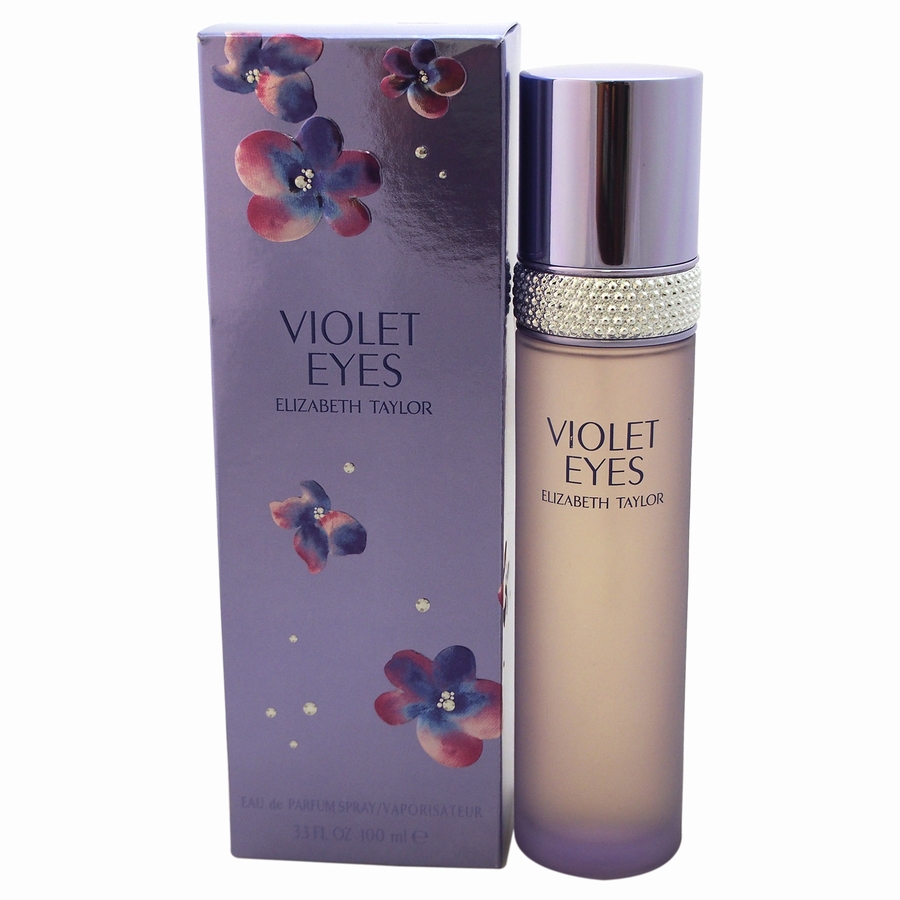 VIOLET
EYES
ELIZABETH TAYLOR
EAU de PARFUM SPRAY/VAPORISATEUR
3.3 FL OZ 100 ml ℮
VIOLET
EYES
ELIZABETH TAYLOR